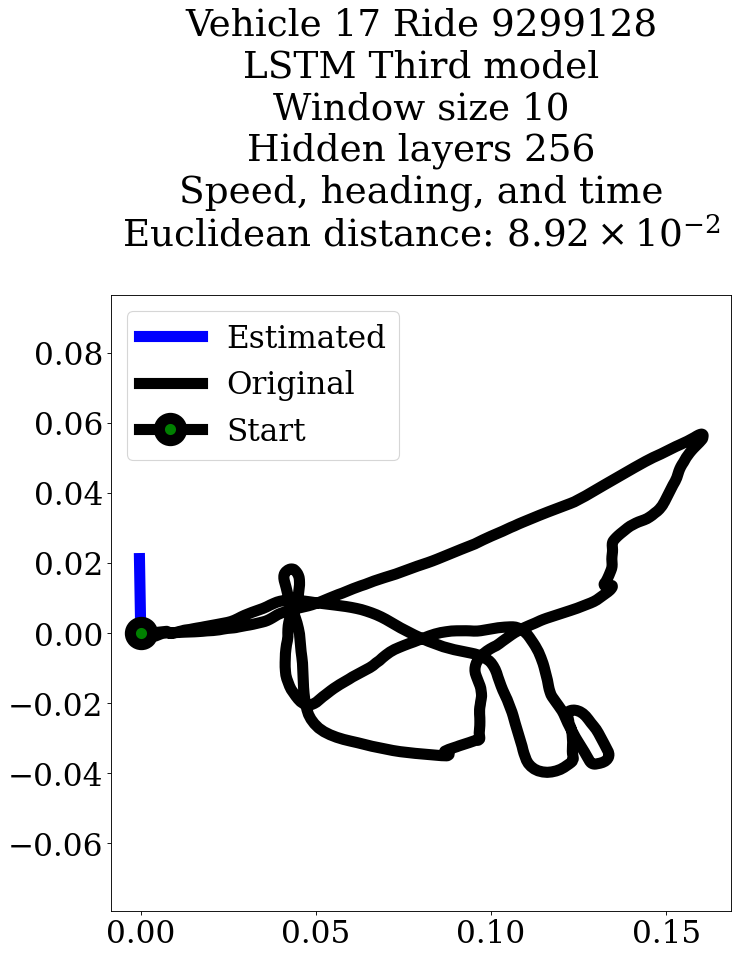 Vehicle 17 Ride 9299128
LSTM Third model
Window size 10
Hidden layers 256
Speed, heading, and time
Euclidean distance: 8.92 × 10⁻²
Estimated
Original
Start
0.08
0.06
0.04
0.02
0.00
−0.02
−0.04
−0.06
0.00 0.05 0.10 0.15